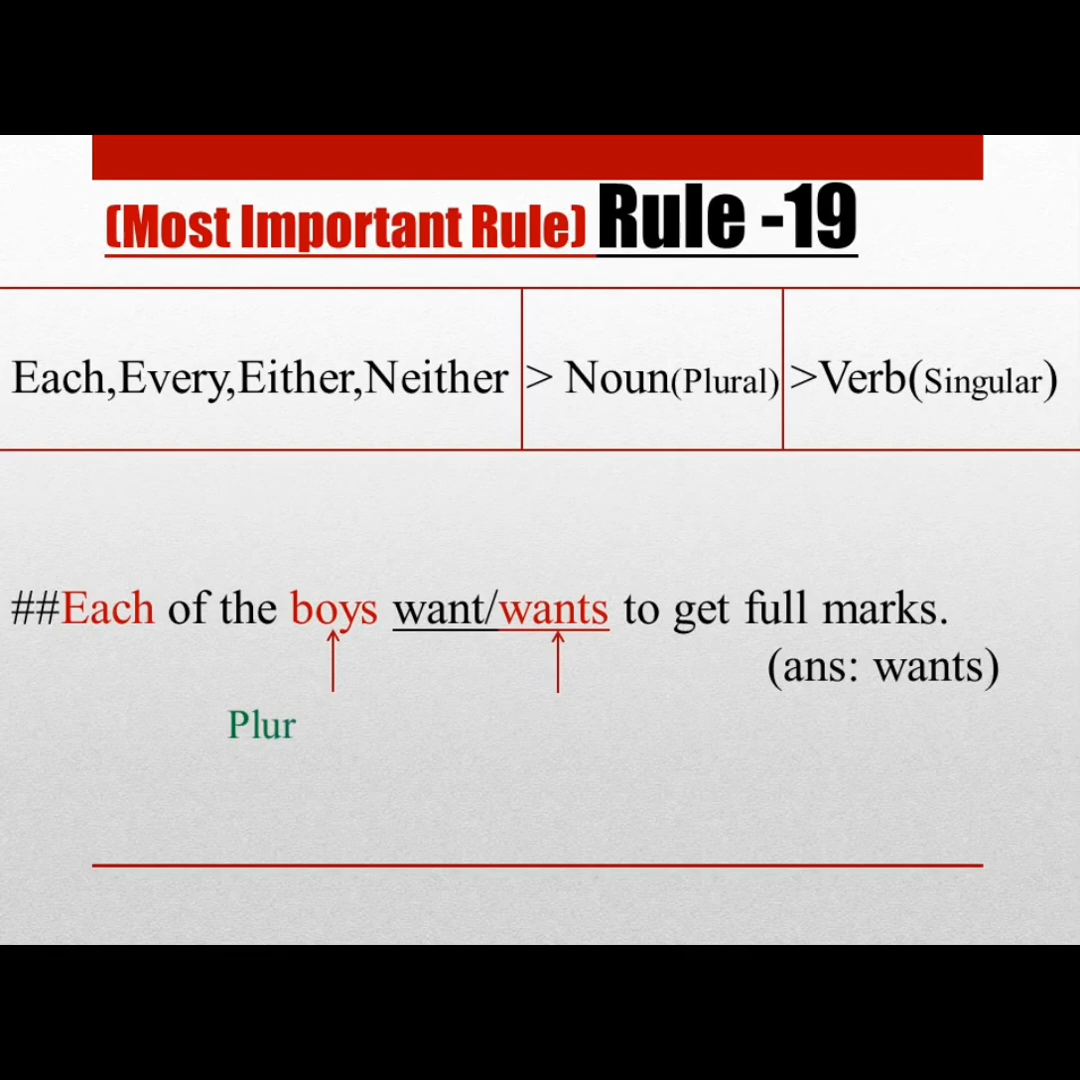 (Most Important Rule) Rule -19
Each,Every,Either,Neither > Noun(Plural) >Verb(Singular)
##Each of the boys want/wants to get full marks.
(ans: wants)
Plur